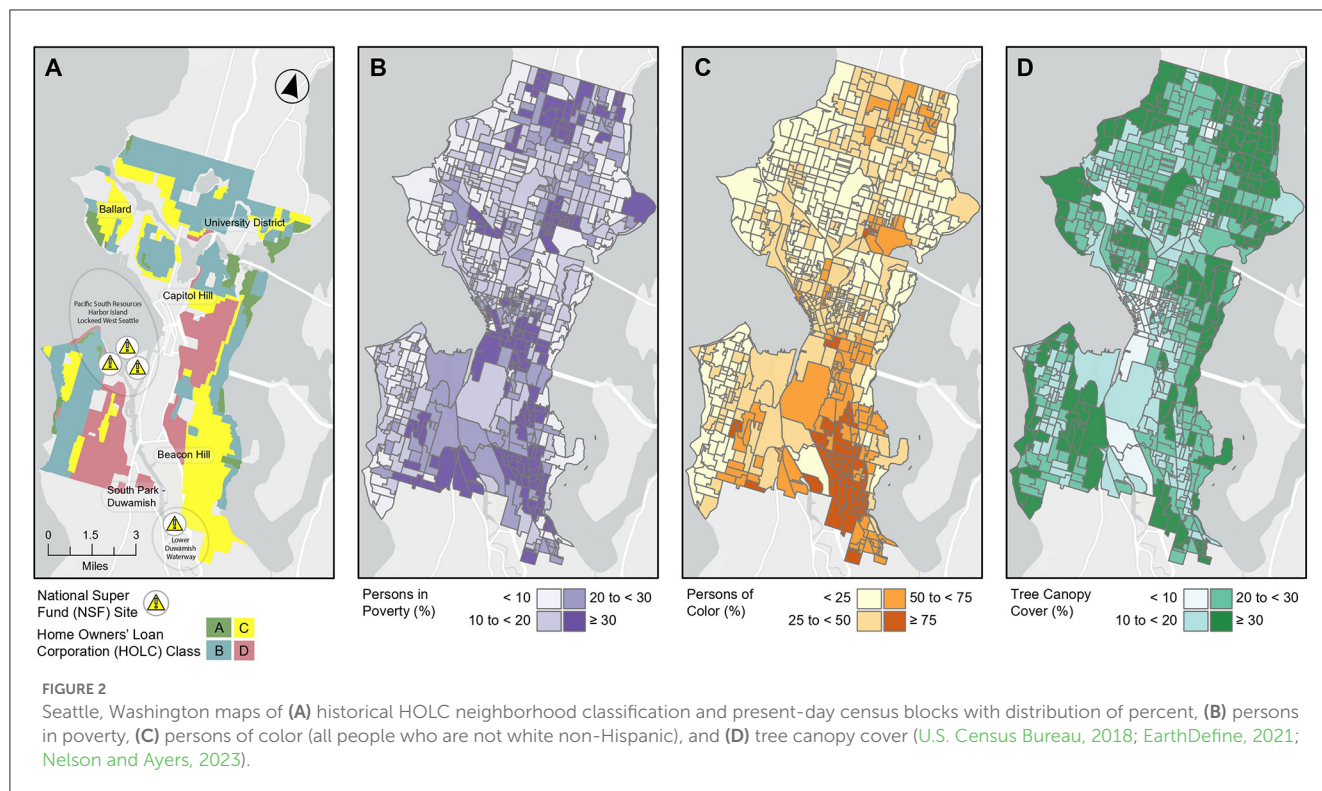 A
Ballard
University District
Pacific South Resources
Harbor Island
Lockeed West Seattle
Capitol Hill
Beacon Hill
South Park -
Duwamish
Lower
Duwamish
Waterway
0 1.5 3
Miles
National Super
Fund (NSF) Site
Home Owners' Loan
Corporation (HOLC) Class
A C
B D
B
Persons in
Poverty (%)
< 10 20 to < 30
10 to < 20 ≥ 30
C
Persons of
Color (%)
< 25 50 to < 75
25 to < 50 ≥ 75
D
Tree Canopy
Cover (%)
< 10 20 to < 30
10 to < 20 ≥ 30
FIGURE 2
Seattle, Washington maps of (A) historical HOLC neighborhood classification and present-day census blocks with distribution of percent, (B) persons
in poverty, (C) persons of color (all people who are not white non-Hispanic), and (D) tree canopy cover (U.S. Census Bureau, 2018; EarthDefine, 2021;
Nelson and Ayers, 2023).